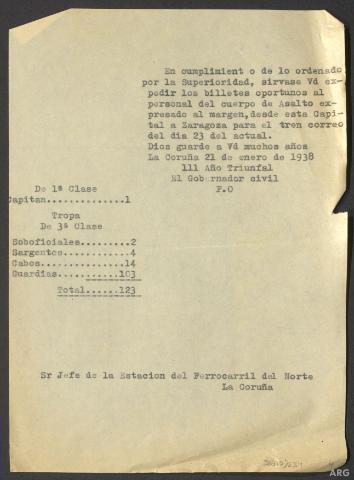 En cumplimient o de lo ordenado
por la Superioridad, sirvase Vd ex-
pedir los billetes oportunos al
personal del cuerpo de Asalto ex-
presado al margen,desde esta Capi-
tal a Zaragoza para el tren correo
del dia 23 del actual.
Dios guarde a Vd muchos años
La Coruña 21 de enero de 1938
lll Año Triunfal
El Gobernador civil
P.O
De 1ª Clase
Capitan..............1
Tropa
De 3ª Clase
Soboficiales.........2
Sargentos............4
Cabos...............14
Guardias...........103
Total......123
Sr Jefe de la Estacion del Ferrocarril del Norte
La Coruña
ARG